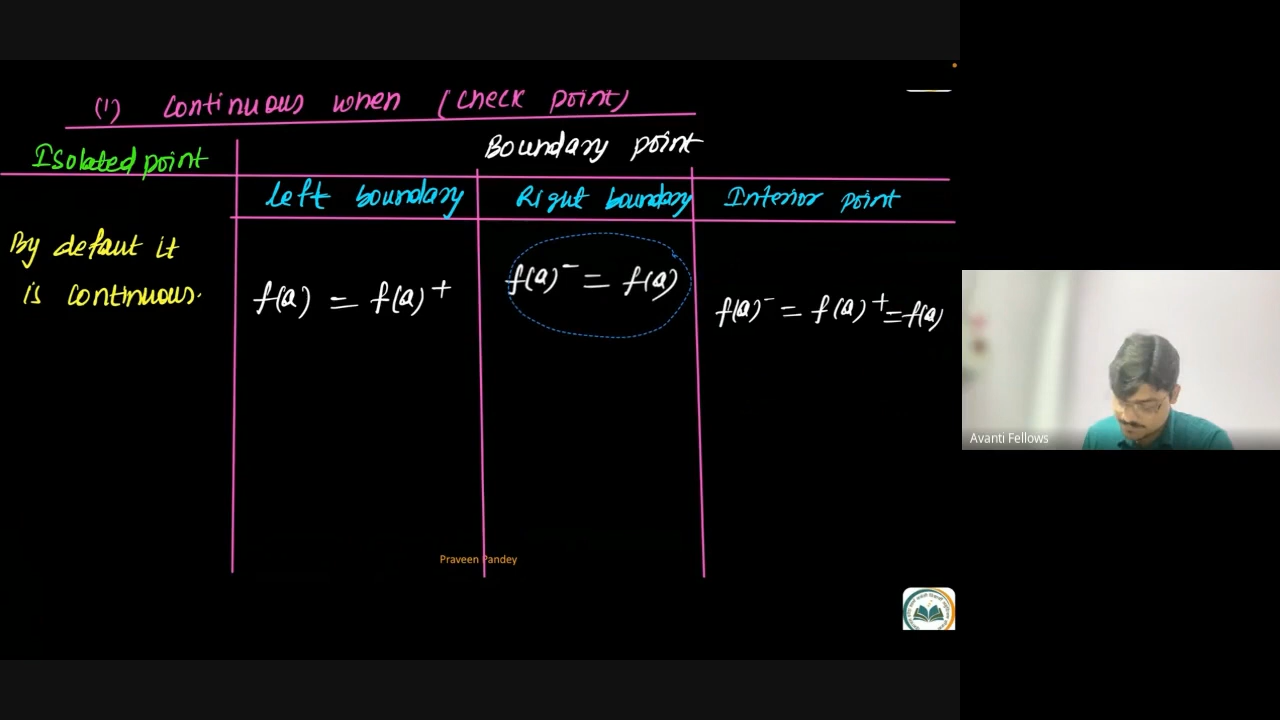 (1) Continuous when (check point)
Isolated point
Boundary point
left boundary
Right boundary
Interior point
By defaut it
is continuous.
f(a) = f(a)⁺
f(a)⁻ = f(a)
f(a)⁻ = f(a)⁺ = f(a)
Praveen Pandey
Avanti Fellows